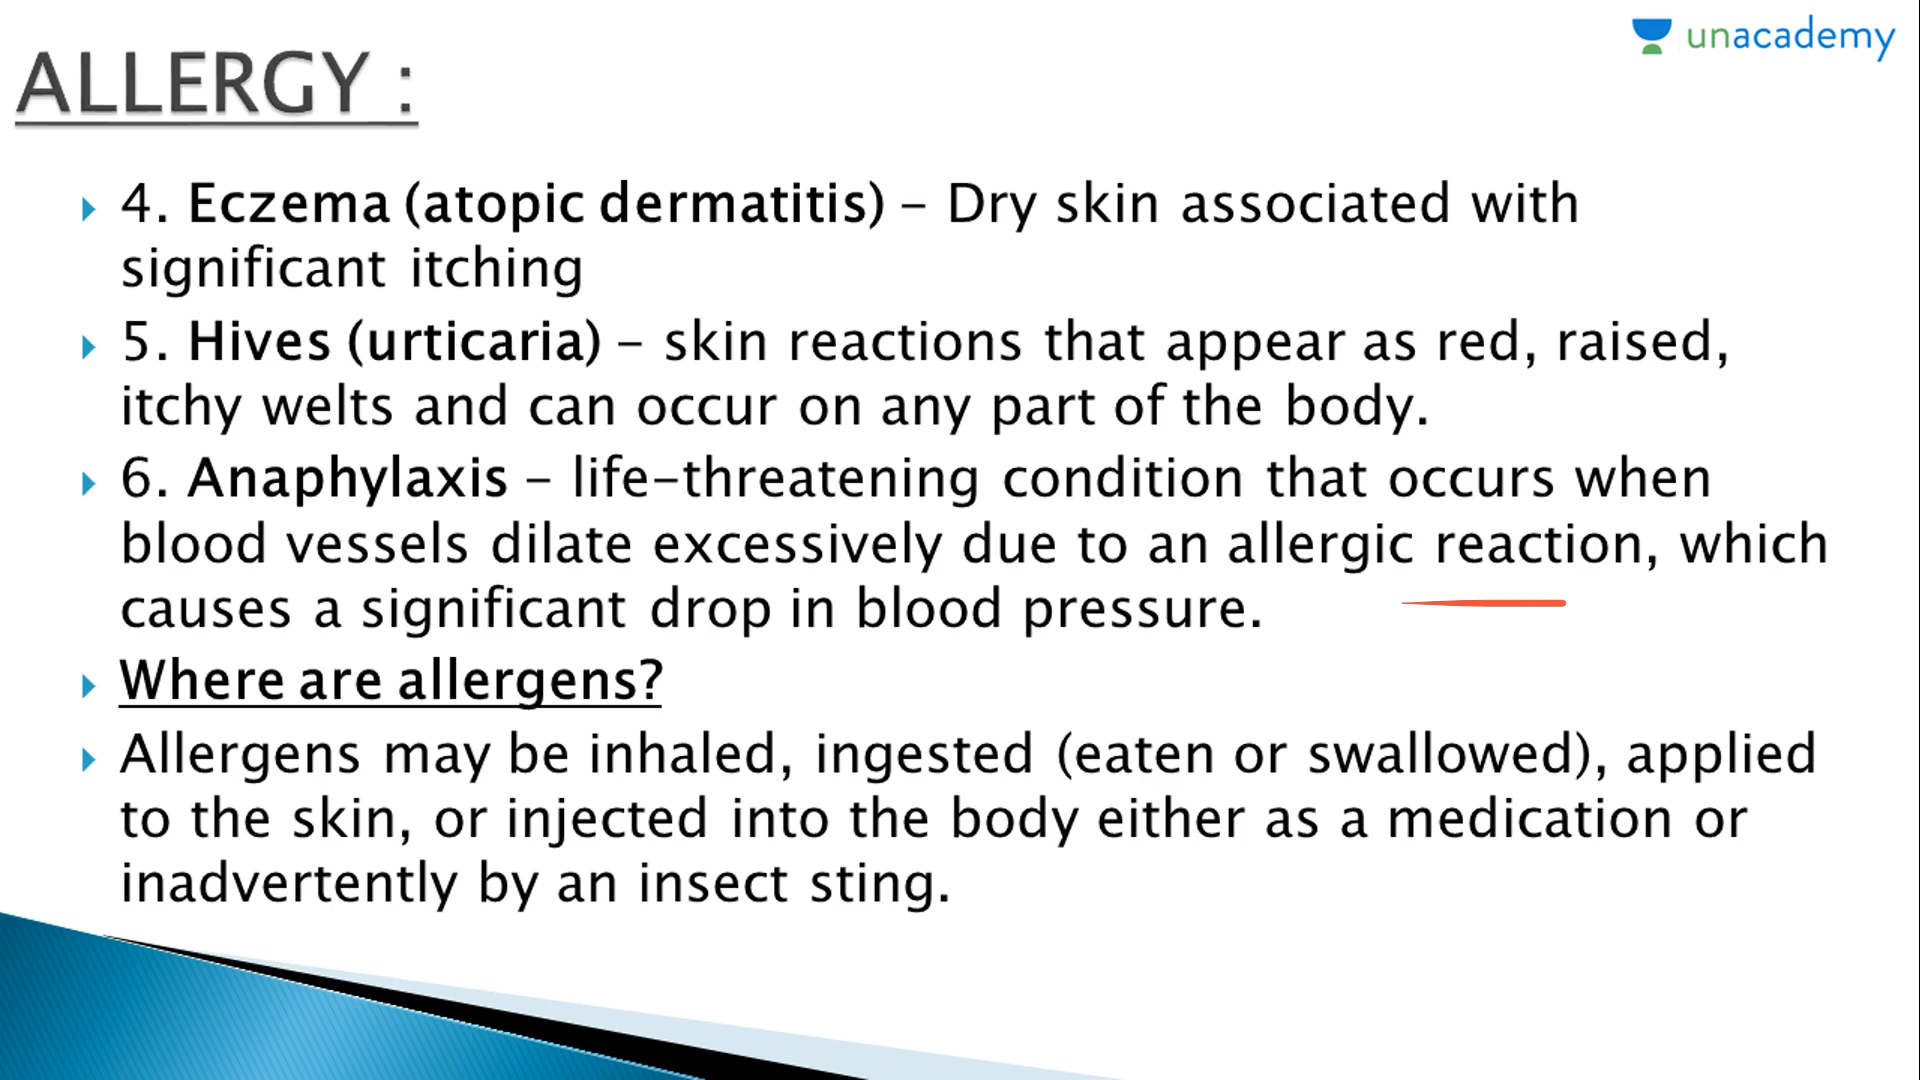 unacademy
ALLERGY :
4. Eczema (atopic dermatitis) – Dry skin associated with
significant itching
5. Hives (urticaria) – skin reactions that appear as red, raised,
itchy welts and can occur on any part of the body.
6. Anaphylaxis – life-threatening condition that occurs when
blood vessels dilate excessively due to an allergic reaction, which
causes a significant drop in blood pressure.
Where are allergens?
Allergens may be inhaled, ingested (eaten or swallowed), applied
to the skin, or injected into the body either as a medication or
inadvertently by an insect sting.